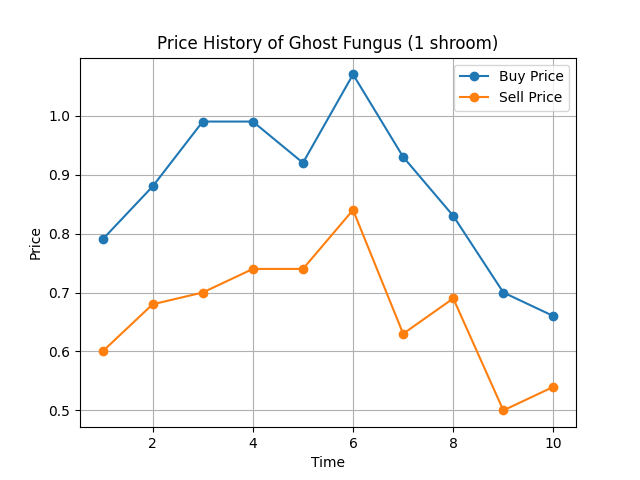 Price History of Ghost Fungus (1 shroom)
Buy Price
Sell Price
Price
1.0
0.9
0.8
0.7
0.6
0.5
2 4 6 8 10
Time